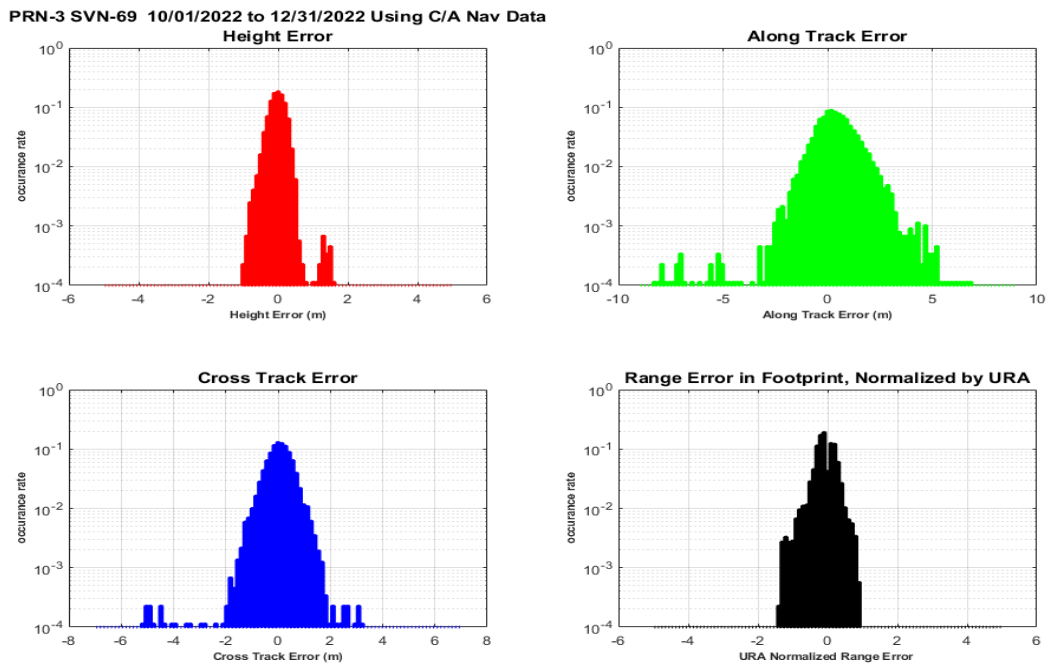 PRN-3 SVN-69 10/01/2022 to 12/31/2022 Using C/A Nav Data
Height Error
10^0
10^-1
10^-2
10^-3
10^-4
occurance rate
-6 -4 -2 0 2 4 6
Height Error (m)
Along Track Error
10^0
10^-1
10^-2
10^-3
10^-4
occurance rate
-10 -5 0 5 10
Along Track Error (m)
Cross Track Error
10^0
10^-1
10^-2
10^-3
10^-4
occurance rate
-8 -6 -4 -2 0 2 4 6 8
Cross Track Error (m)
Range Error in Footprint, Normalized by URA
10^0
10^-1
10^-2
10^-3
10^-4
occurance rate
-6 -4 -2 0 2 4 6
URA Normalized Range Error